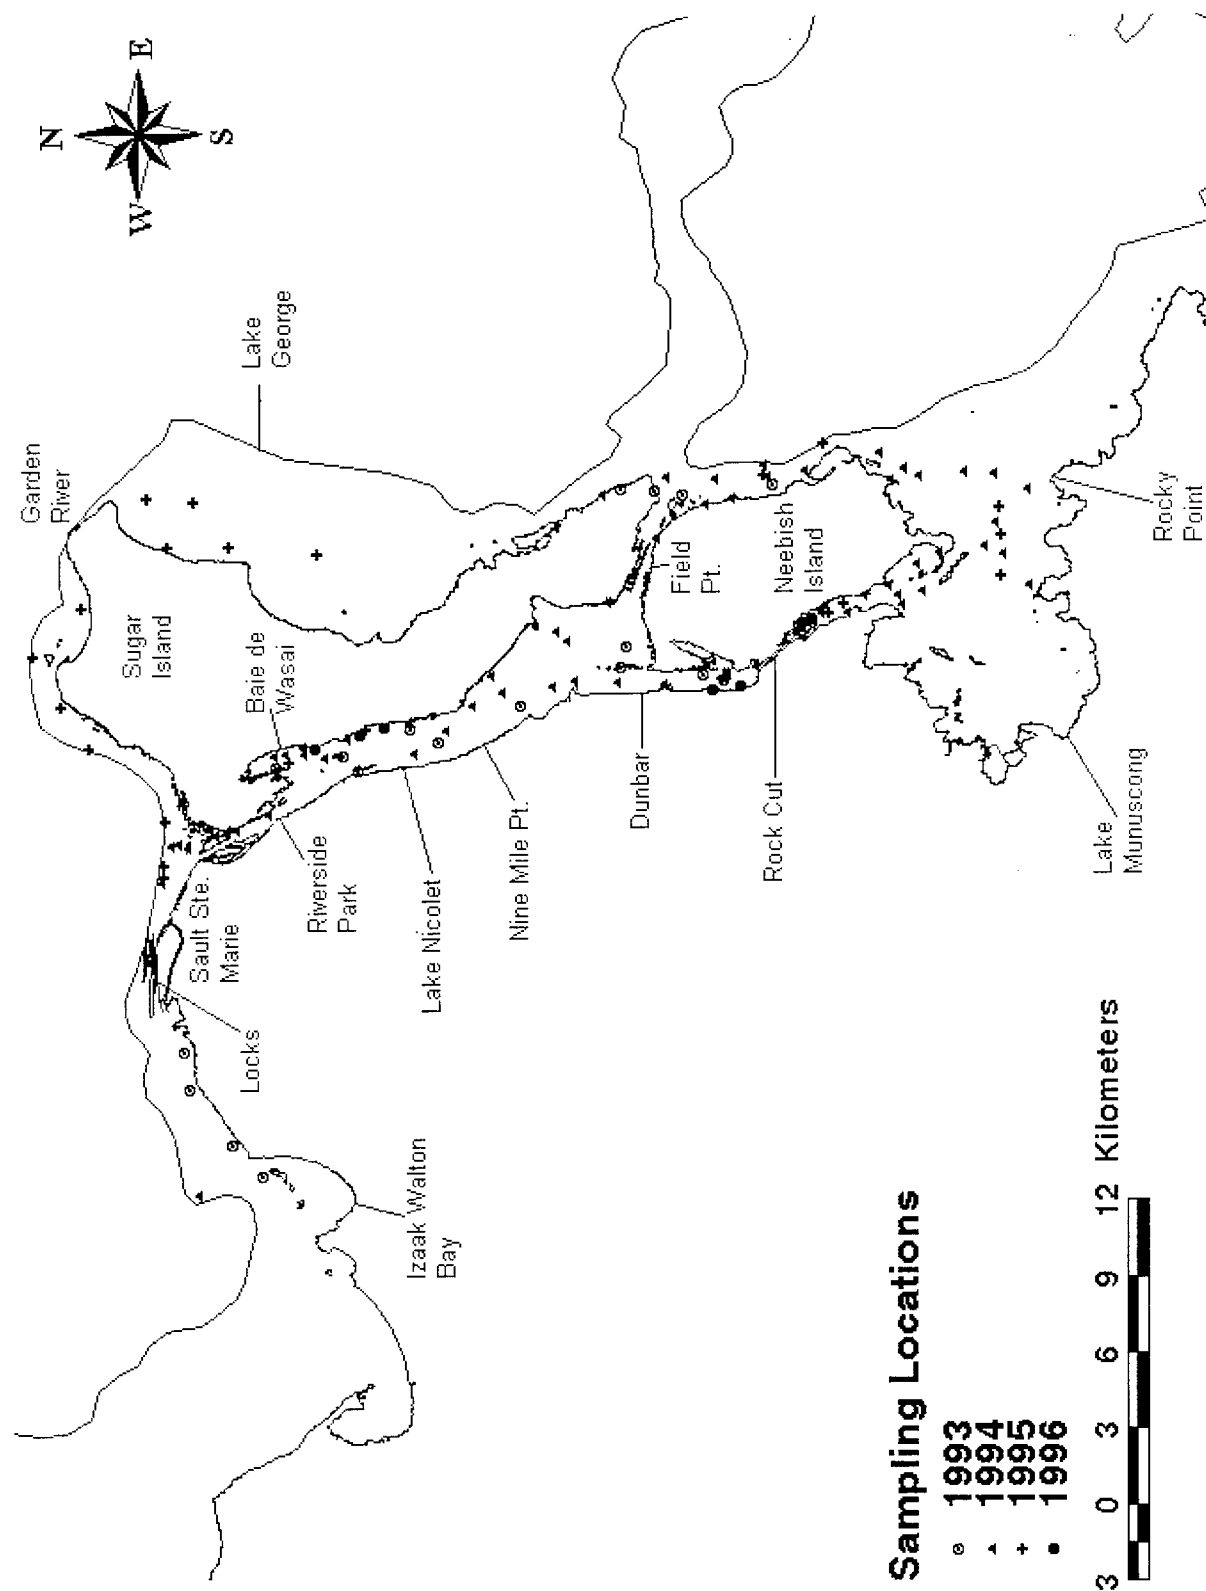 N
W
E
S
Garden
River
Lake
George
Sugar
Island
Baie de
Wasai
Sault Ste.
Marie
Locks
Riverside
Park
Izaak Walton
Bay
Lake Nicolet
Nine Mile Pt.
Field
Pt.
Dunbar
Neebish
Island
Rock Cut
Rocky
Point
Lake
Munuscong
Sampling Locations
1993
1994
1995
1996
3 0 3 6 9 12 Kilometers